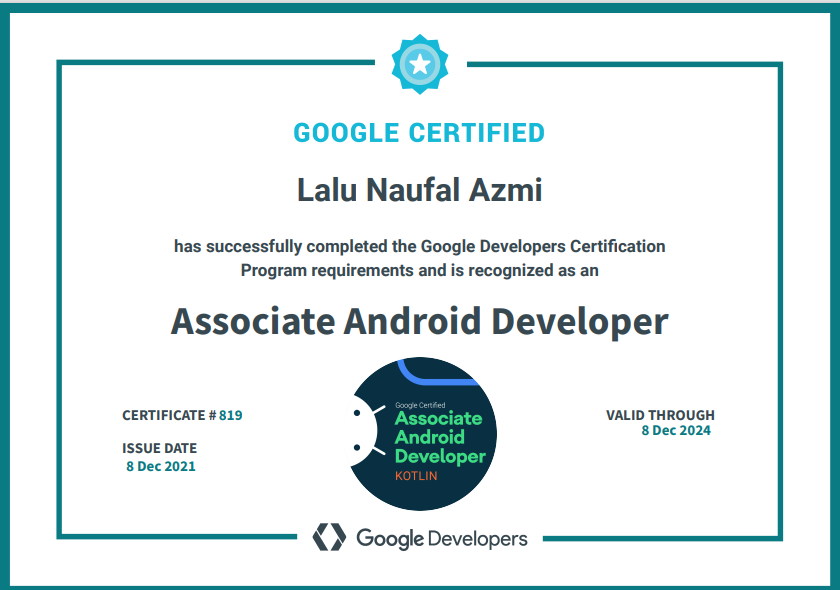 GOOGLE CERTIFIED
Lalu Naufal Azmi
has successfully completed the Google Developers Certification
Program requirements and is recognized as an
Associate Android Developer
CERTIFICATE # 819
ISSUE DATE
8 Dec 2021
Google Certified
Associate
Android
Developer
KOTLIN
VALID THROUGH
8 Dec 2024
Google Developers